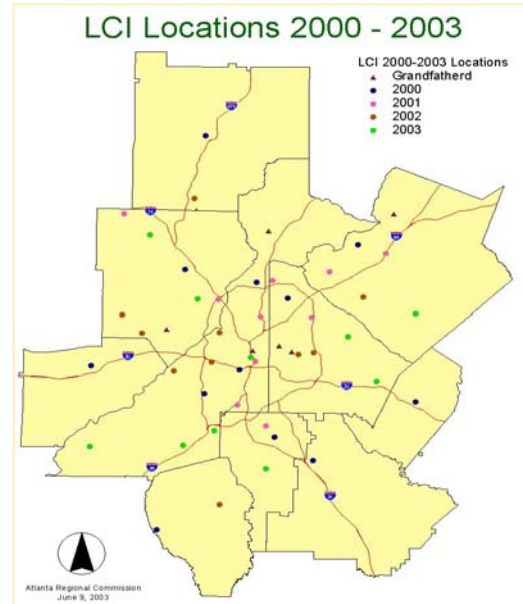 LCI Locations 2000 - 2003
LCI 2000-2003 Locations
Grandfatherd
2000
2001
2002
2003
Atlanta Regional Commission
June 9, 2003